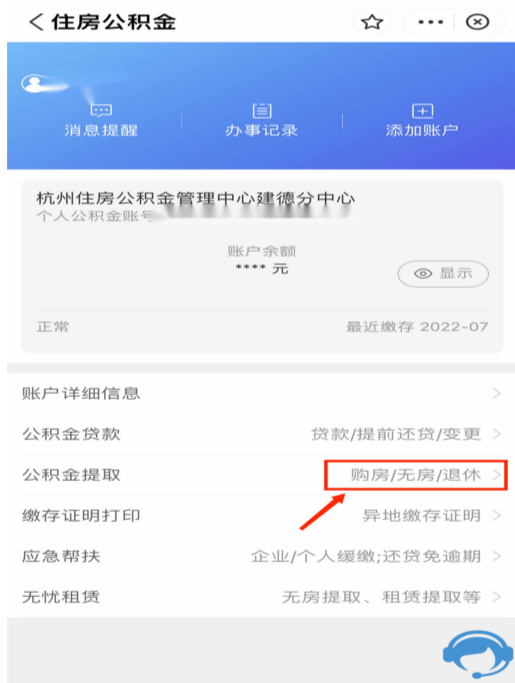 住房公积金
消息提醒 办事记录 添加账户
杭州住房公积金管理中心建德分中心
个人公积金账号
账户余额
**** 元
显示
正常 最近缴存 2022-07
账户详细信息
公积金贷款 贷款/提前还贷/变更
公积金提取 购房/无房/退休
缴存证明打印 异地缴存证明
应急帮扶 企业/个人缓缴;还贷免逾期
无忧租赁 无房提取、租赁提取等